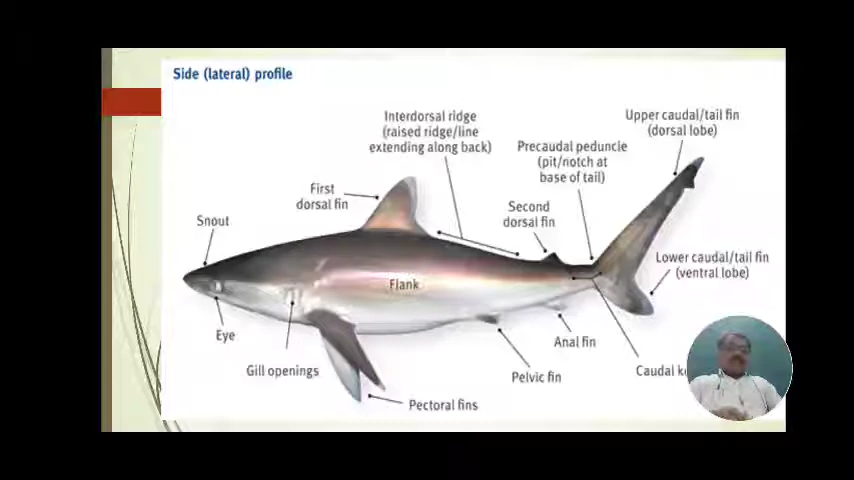 Side (lateral) profile
Interdorsal ridge
(raised ridge/line
extending along back)
Upper caudal/tail fin
(dorsal lobe)
Precaudal peduncle
(pit/notch at
base of tail)
First
dorsal fin
Second
dorsal fin
Snout
Lower caudal/tail fin
(ventral lobe)
Flank
Eye
Anal fin
Gill openings
Pelvic fin
Caudal
Pectoral fins